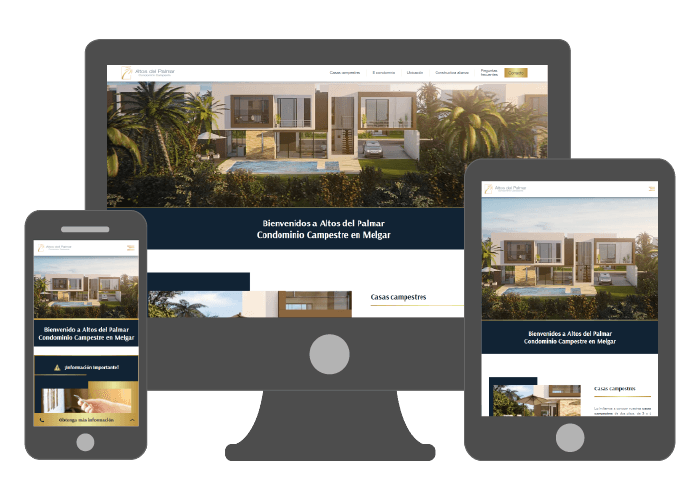 Altos del Palmar
Casas campestres
El condominio
Ubicación
Constructora aliados
Preguntas
frecuentes
Contacto
Bienvenidos a Altos del Palmar
Condominio Campestre en Melgar
Casas campestres
Altos del Palmar
Bienvenido a Altos del Palmar
Condominio Campestre en Melgar
¡Información Importante!
Obtenga más información
Altos del Palmar
Bienvenidos a Altos del Palmar
Condominio Campestre en Melgar
Casas campestres